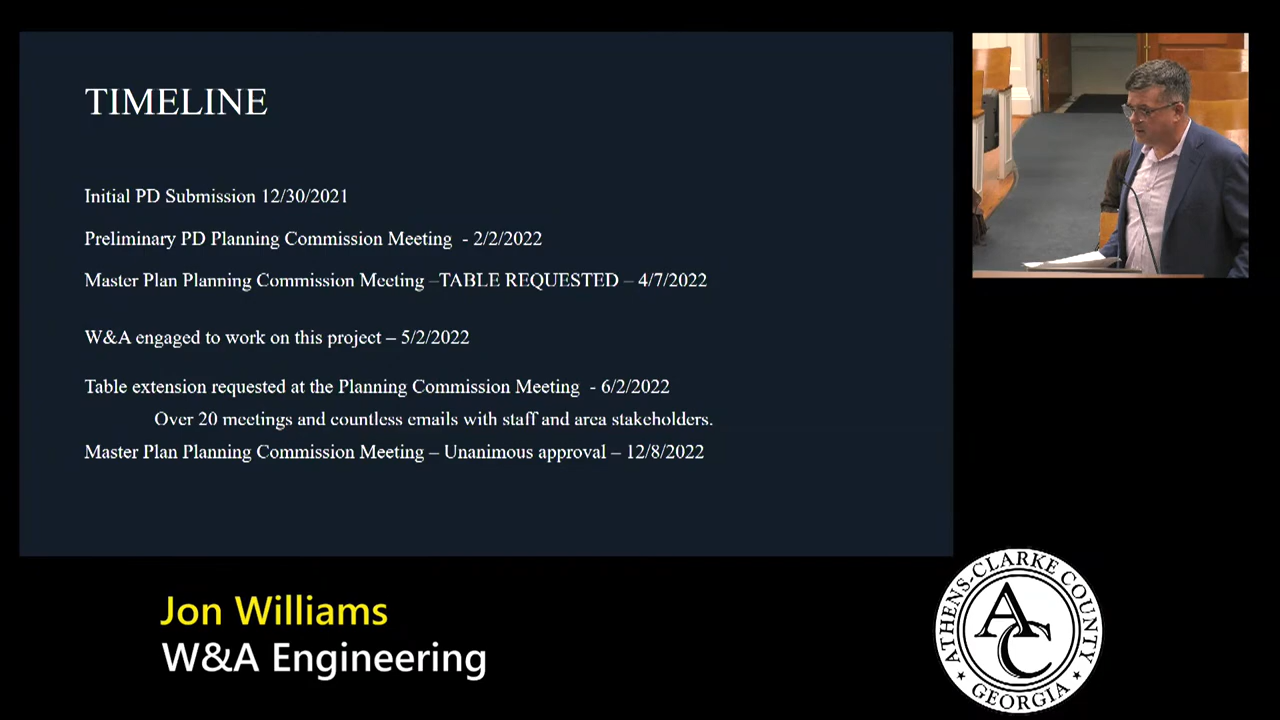 TIMELINE
Initial PD Submission 12/30/2021
Preliminary PD Planning Commission Meeting  - 2/2/2022
Master Plan Planning Commission Meeting –TABLE REQUESTED – 4/7/2022
W&A engaged to work on this project – 5/2/2022
Table extension requested at the Planning Commission Meeting  - 6/2/2022
Over 20 meetings and countless emails with staff and area stakeholders.
Master Plan Planning Commission Meeting – Unanimous approval – 12/8/2022
Jon Williams
W&A Engineering
ATHENS-CLARKE COUNTY
AC
★ GEORGIA ★